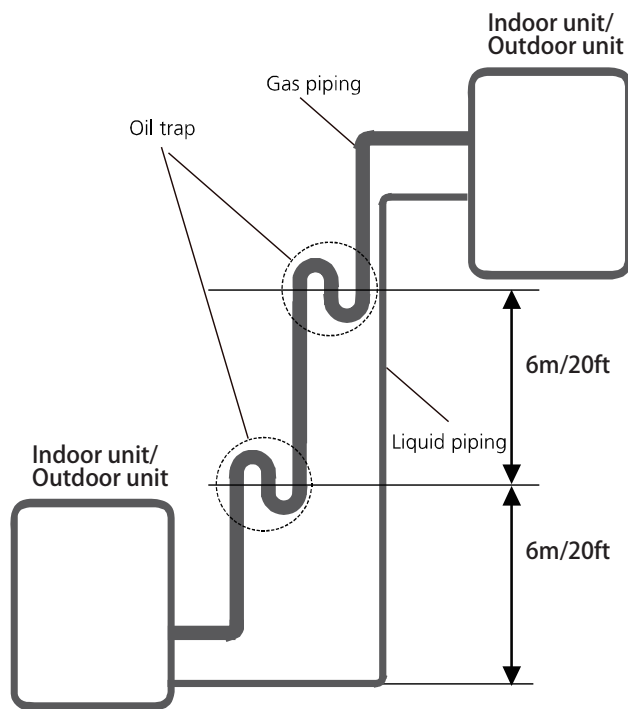 Indoor unit/
Outdoor unit
Gas piping
Oil trap
6m/20ft
Liquid piping
Indoor unit/
Outdoor unit
6m/20ft